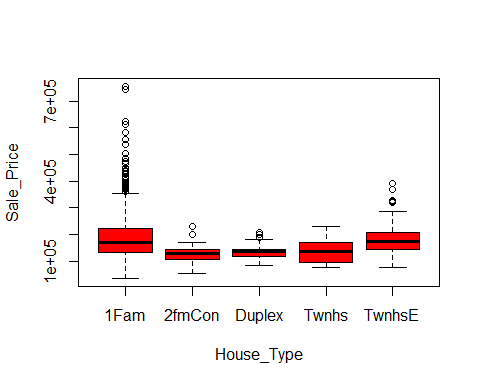 7e+05
4e+05
1e+05
Sale_Price
1Fam 2fmCon Duplex Twnhs TwnhsE
House_Type